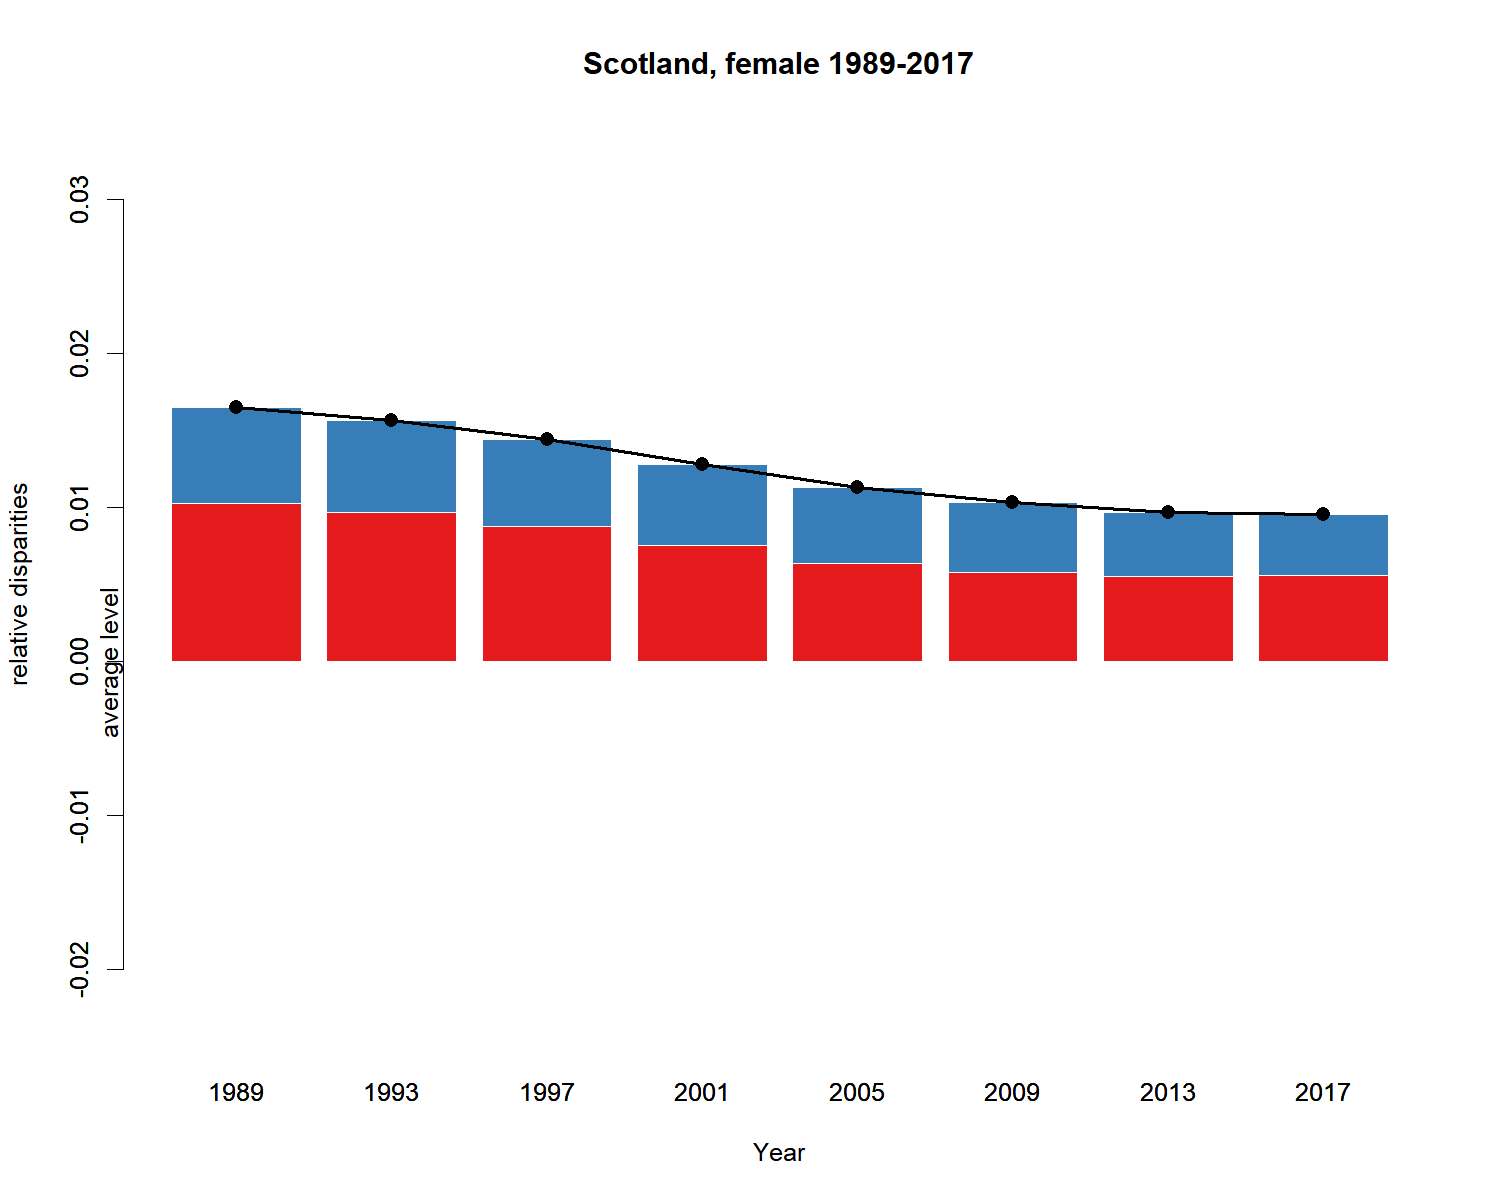 Scotland, female 1989-2017
relative disparities
average level
0.03
0.02
0.01
0.00
-0.01
-0.02
1989 1993 1997 2001 2005 2009 2013 2017
Year